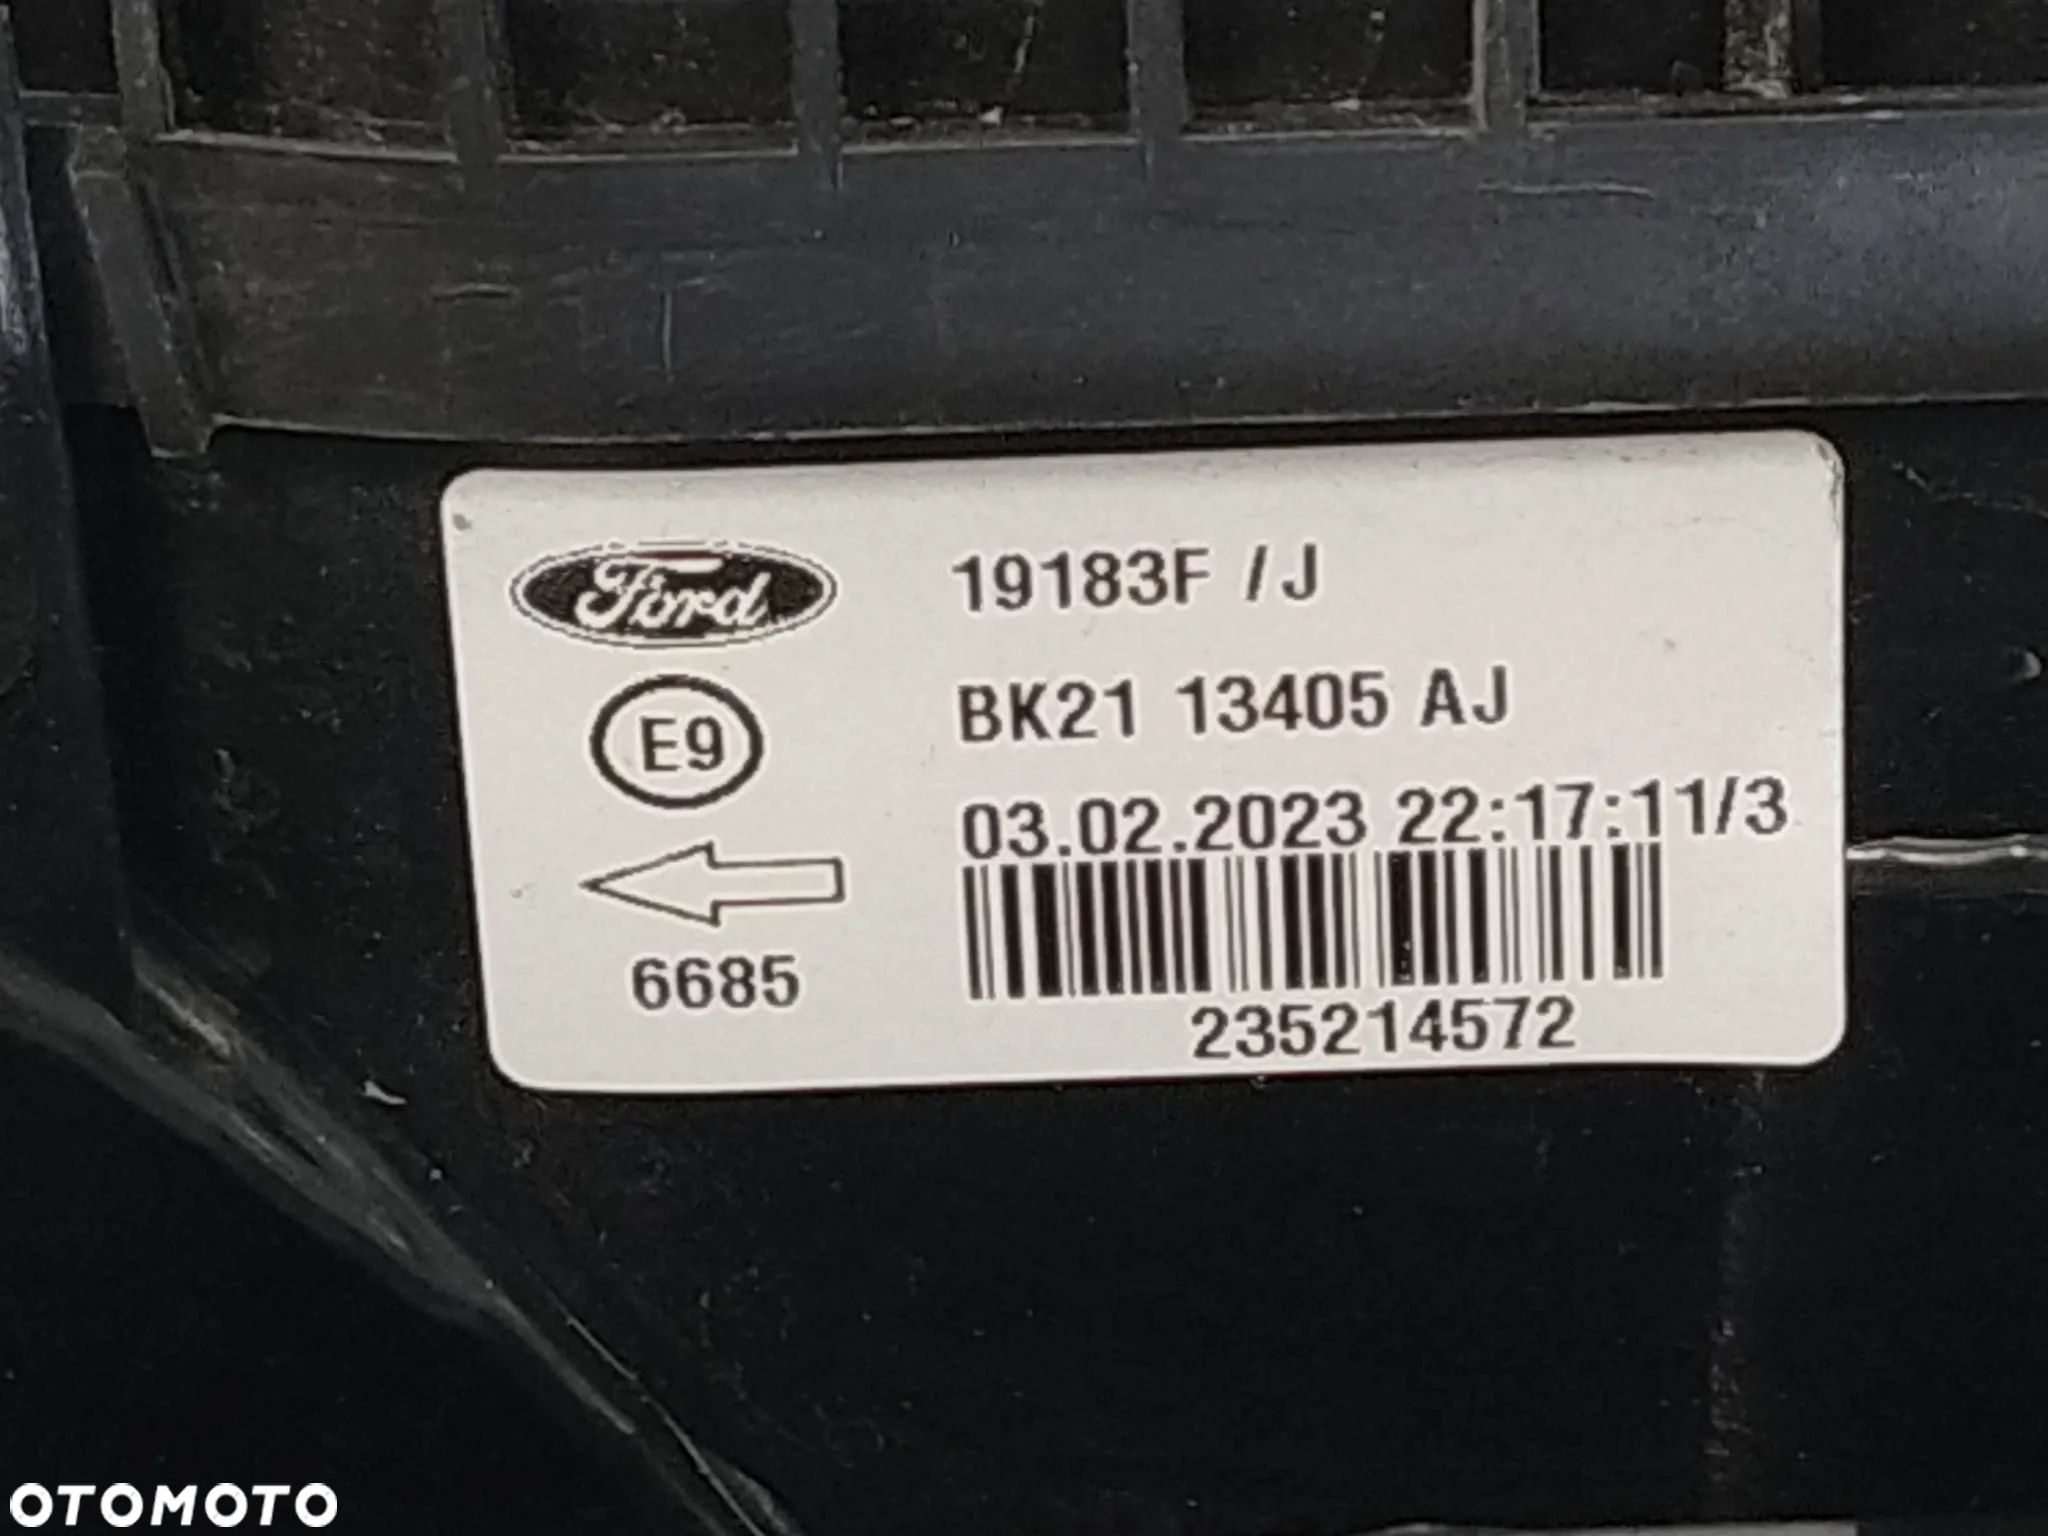 Ford
19183F /J
E9
BK21 13405 AJ
03.02.2023 22:17:11/3
6685
235214572
OTOMOTO